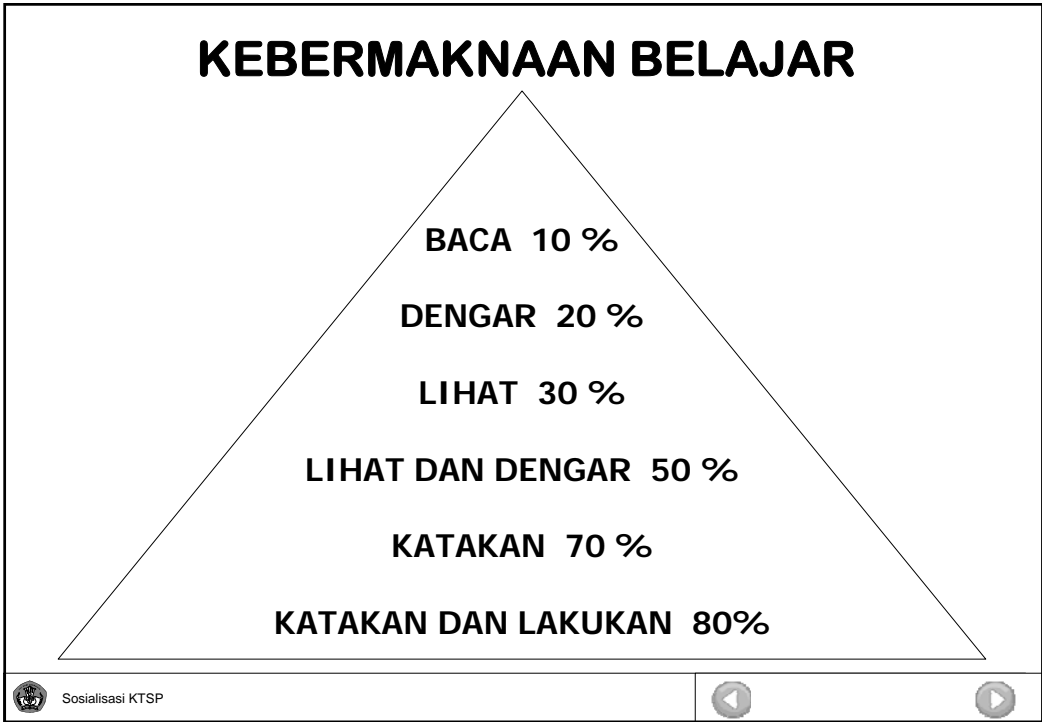 KEBERMAKNAAN BELAJAR
BACA 10 %
DENGAR 20 %
LIHAT 30 %
LIHAT DAN DENGAR 50 %
KATAKAN 70 %
KATAKAN DAN LAKUKAN 80%
Sosialisasi KTSP